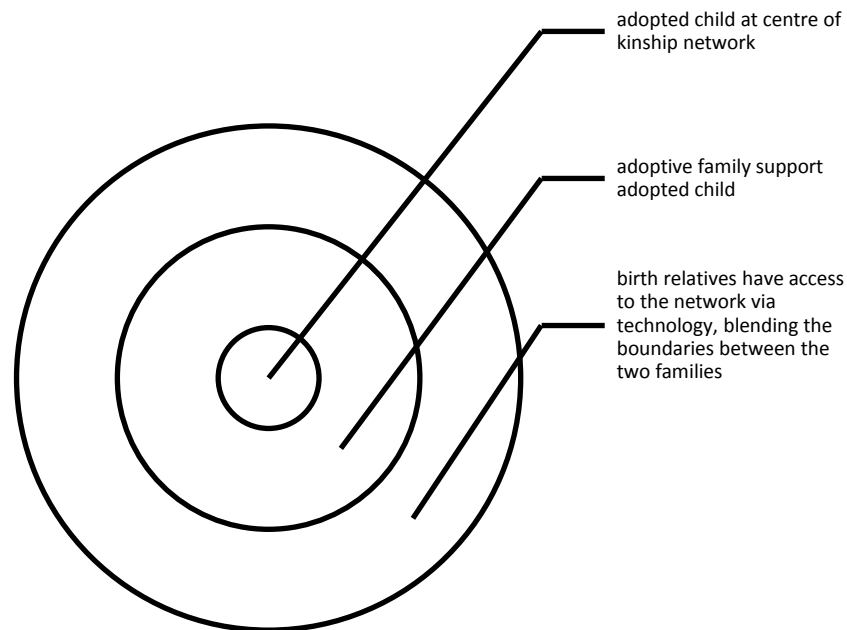 adopted child at centre of
kinship network
adoptive family support
adopted child
birth relatives have access
to the network via
technology, blending the
boundaries between the
two families